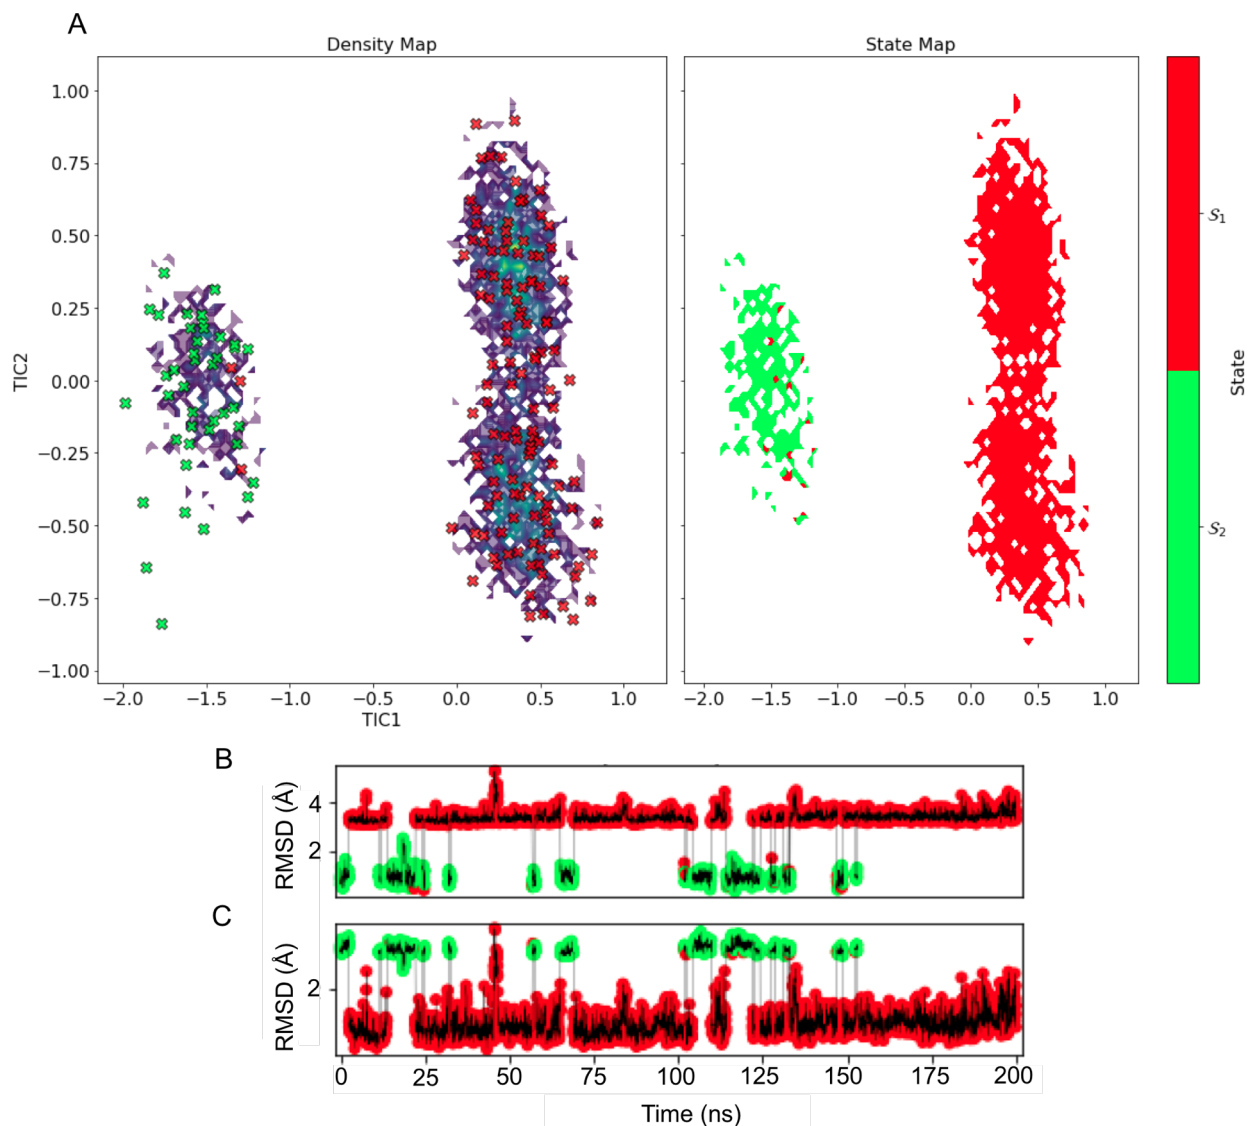 A
Density Map
State Map
1.00
0.75
0.50
0.25
0.00
−0.25
−0.50
−0.75
−1.00
TIC2
−2.0 −1.5 −1.0 −0.5 0.0 0.5 1.0
TIC1
−2.0 −1.5 −1.0 −0.5 0.0 0.5 1.0
S1
S2
State
B
RMSD (Å)
4
2
C
RMSD (Å)
2
0 25 50 75 100 125 150 175 200
Time (ns)